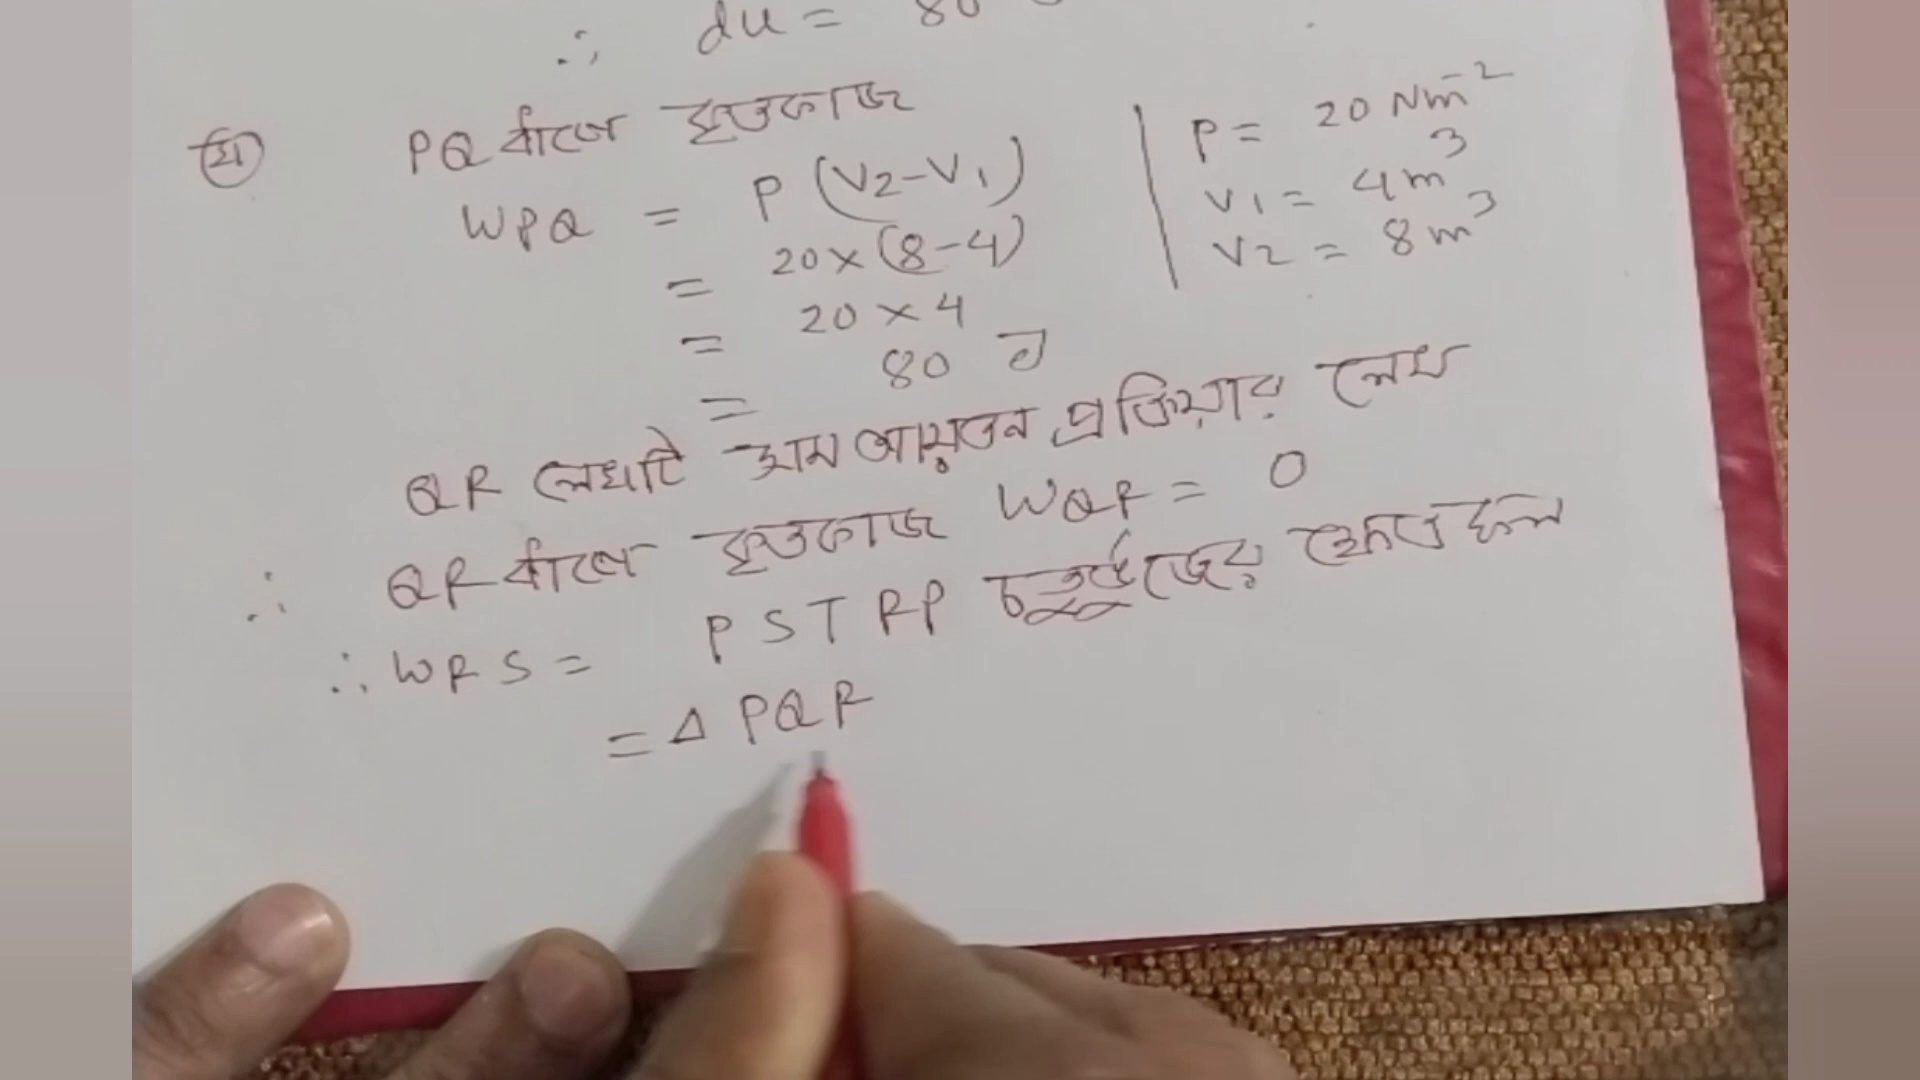 ∴ du = 80
ঘ PQ ধাপে কৃতকাজ
WPQ = P (V2-V1)
= 20 x (8-4)
= 20 x 4
= 80 J
P = 20 Nm-2
V1 = 4m3
V2 = 8m3
QR লেখটি সম আয়তন প্রক্রিয়ার লেখ
∴ QR ধাপে কৃতকাজ WQR = 0
∴ WRS = PSTRP চতুর্ভুজের ক্ষেত্রফল
= Δ PQR